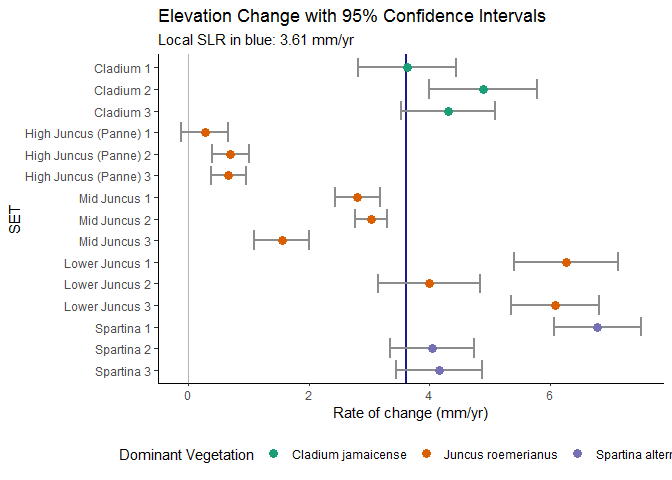 Elevation Change with 95% Confidence Intervals
Local SLR in blue: 3.61 mm/yr
SET
Cladium 1
Cladium 2
Cladium 3
High Juncus (Panne) 1
High Juncus (Panne) 2
High Juncus (Panne) 3
Mid Juncus 1
Mid Juncus 2
Mid Juncus 3
Lower Juncus 1
Lower Juncus 2
Lower Juncus 3
Spartina 1
Spartina 2
Spartina 3
0 2 4 6
Rate of change (mm/yr)
Dominant Vegetation Cladium jamaicense Juncus roemerianus Spartina altern